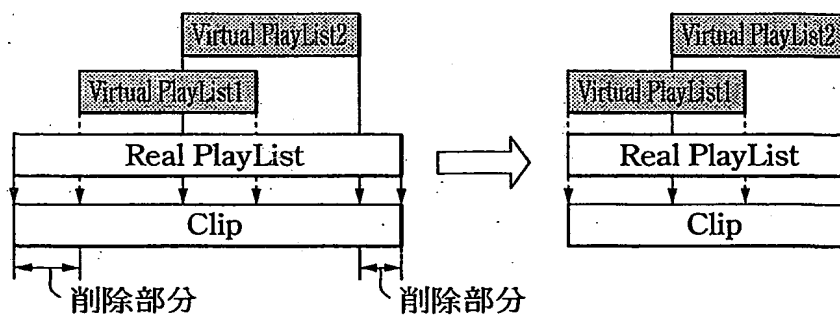 Virtual PlayList2
Virtual PlayList1
Real PlayList
Clip
削除部分
削除部分
Virtual PlayList2
Virtual PlayList1
Real PlayList
Clip